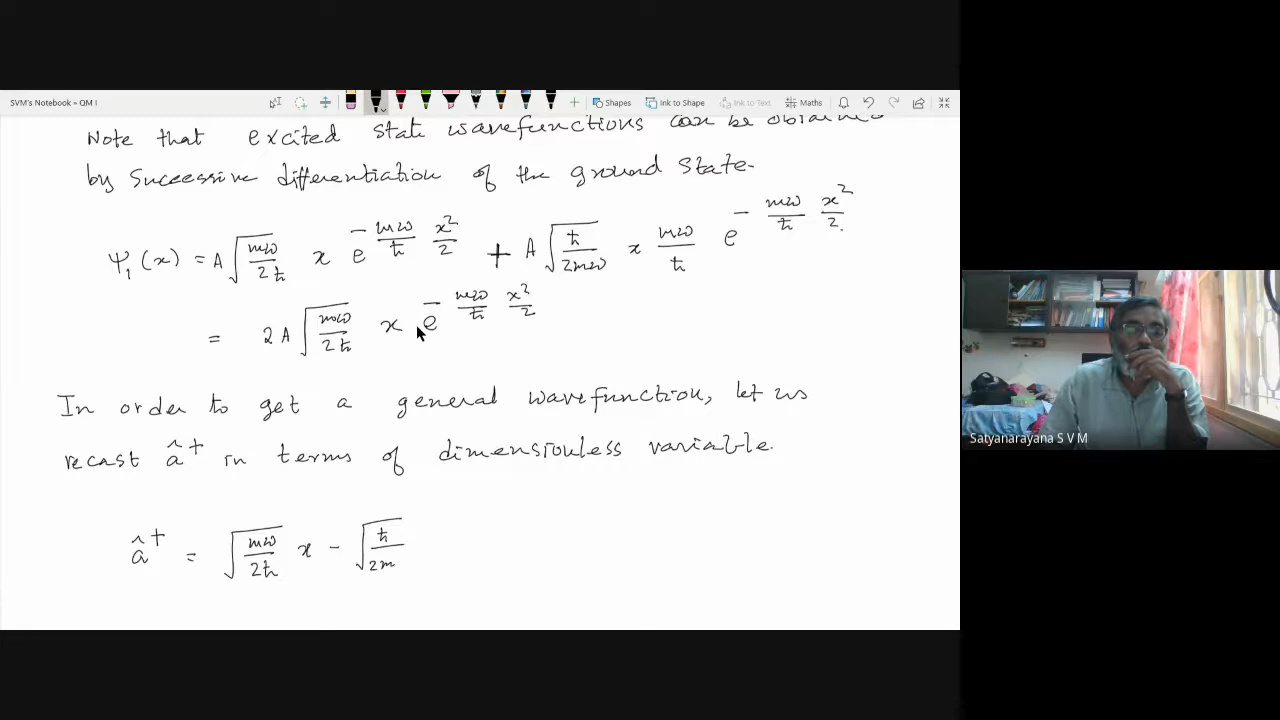 SVM's Notebook = QM I
Shapes
Ink to Shape
Ink to Text
Maths
Note that excited state wavefunctions can be obtained
by successive differentiation of the ground state.
Ψ₁(x) = A √(mω/2ħ) x e^(-(mω/ħ)(x²/2)) + A √(ħ/2mω) x (mω/ħ) e^(-(mω/ħ)(x²/2))
= 2A √(mω/2ħ) x e^(-(mω/ħ)(x²/2))
In order to get a general wavefunction, let us
recast â† in terms of dimensionless variable.
â† = √(mω/2ħ) x - √(ħ/2m)
Satyanarayana S V M